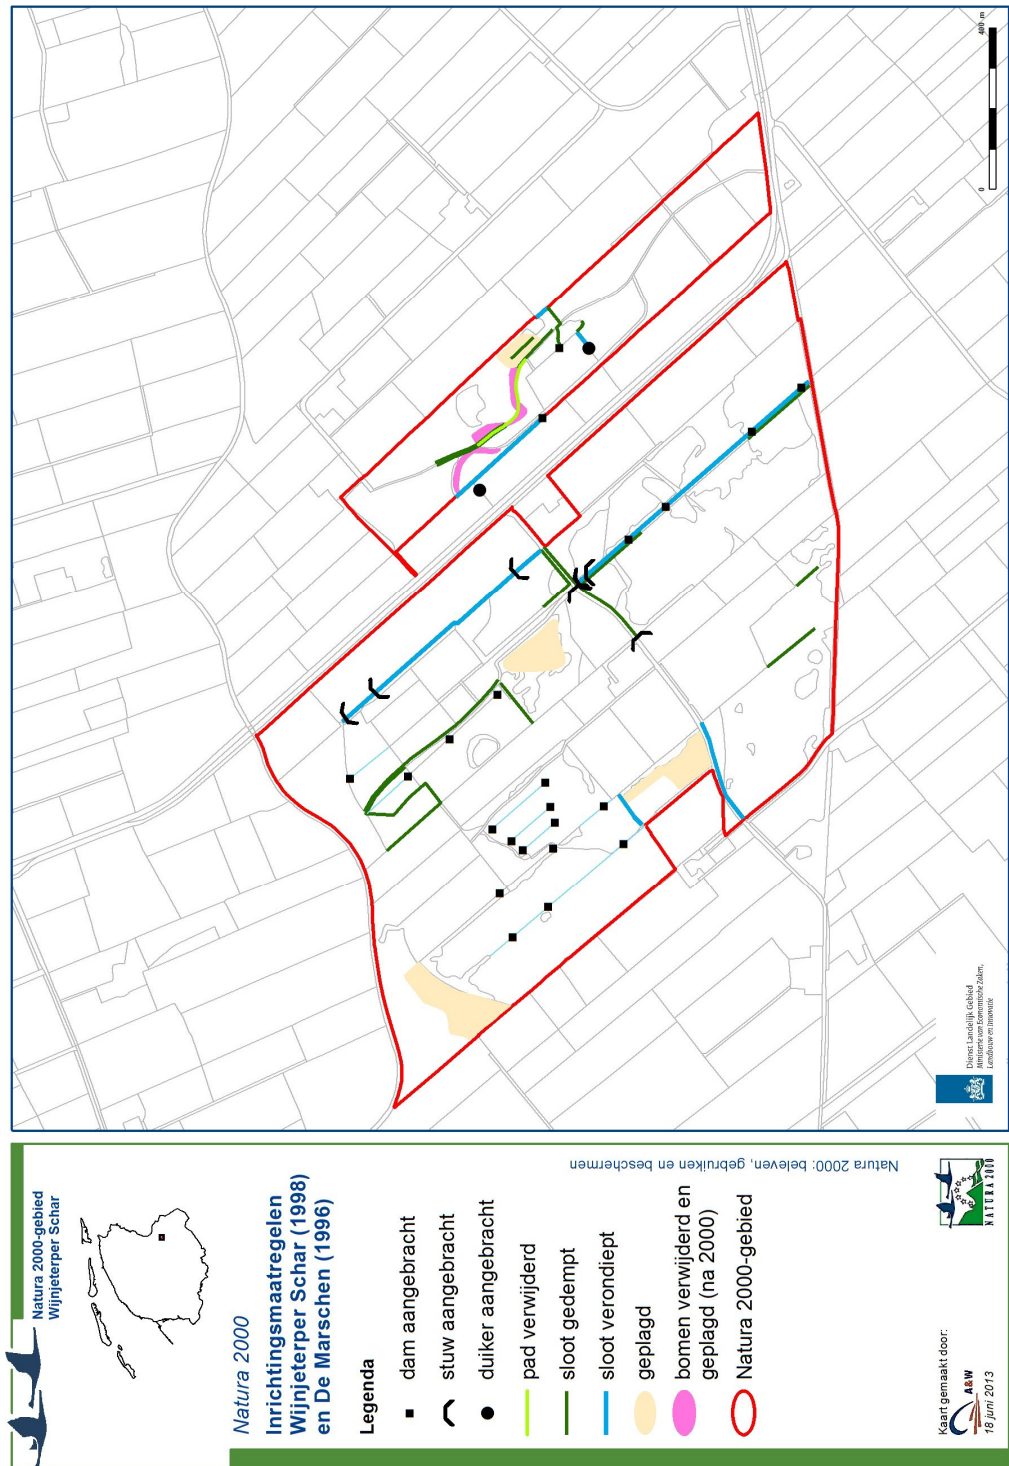 Natura 2000-gebied
Wijnjeterper Schar
Natura 2000
Inrichtingsmaatregelen
Wijnjeterper Schar (1998)
en De Marschen (1996)
Legenda
dam aangebracht
stuw aangebracht
duiker aangebracht
pad verwijderd
sloot gedempt
sloot verondiept
geplagd
bomen verwijderd en
geplagd (na 2000)
Natura 2000-gebied
Natura 2000: beleven, gebruiken en beschermen
Kaart gemaakt door:
A&W
18 juni 2013
NATURA 2000
Dienst Landelijk Gebied
Ministerie van Economische Zaken,
Landbouw en Innovatie
0
400 m